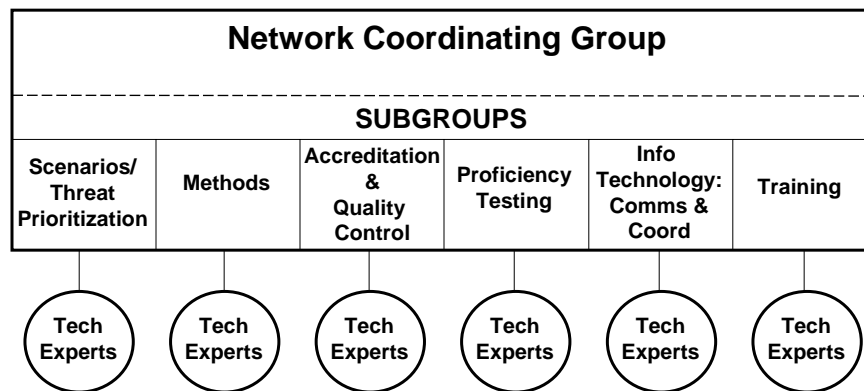 Network Coordinating Group
SUBGROUPS
Scenarios/
Threat
Prioritization
Methods
Accreditation
&
Quality
Control
Proficiency
Testing
Info
Technology:
Comms &
Coord
Training
Tech
Experts
Tech
Experts
Tech
Experts
Tech
Experts
Tech
Experts
Tech
Experts